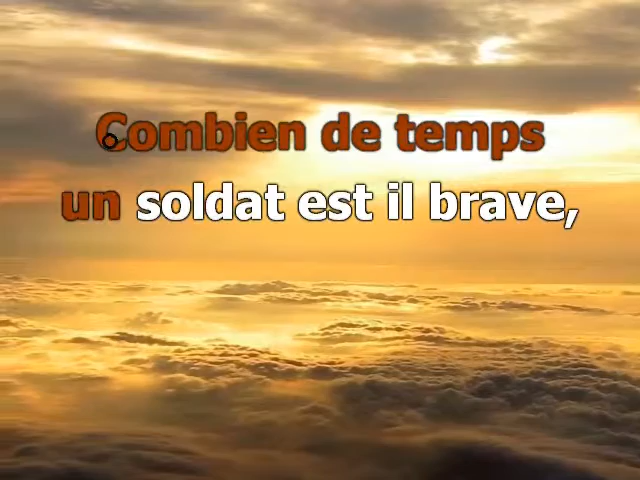 Combien de temps
un soldat est il brave,